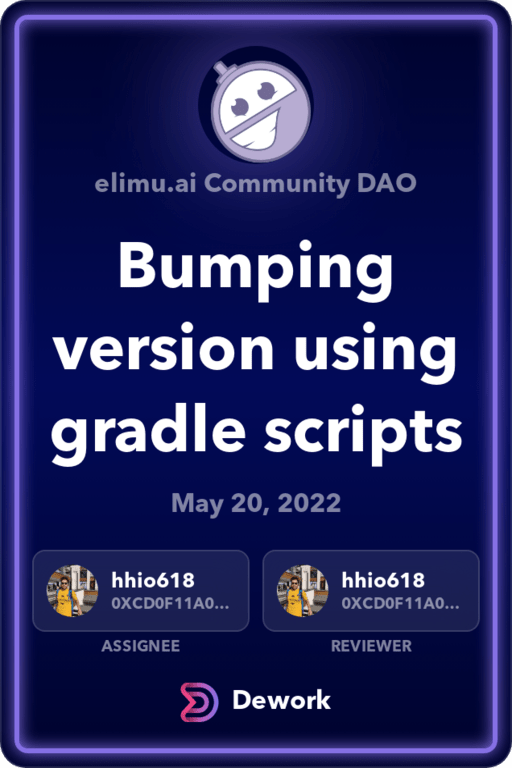 elimu.ai Community DAO
Bumping
version using
gradle scripts
May 20, 2022
hhio618
0XCD0F11A0...
hhio618
0XCD0F11A0...
ASSIGNEE
REVIEWER
Dework